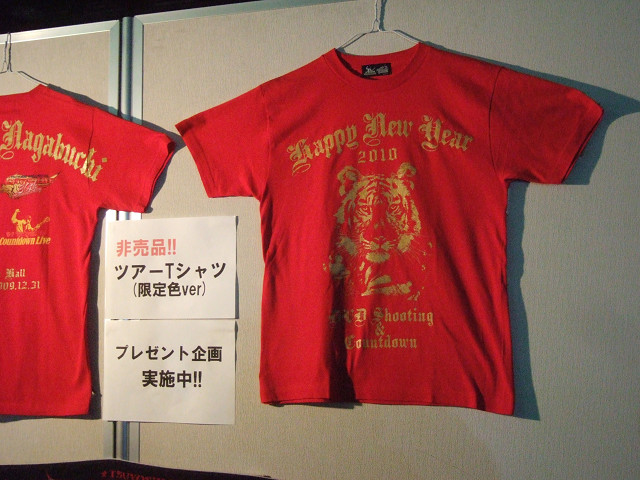 Nagabuchi
Countdown Live
Hall
009.12.31
非売品!!
ツアーTシャツ
(限定色ver)
プレゼント企画
実施中!!
Happy New Year
2010
CD Shooting
&
Countdown